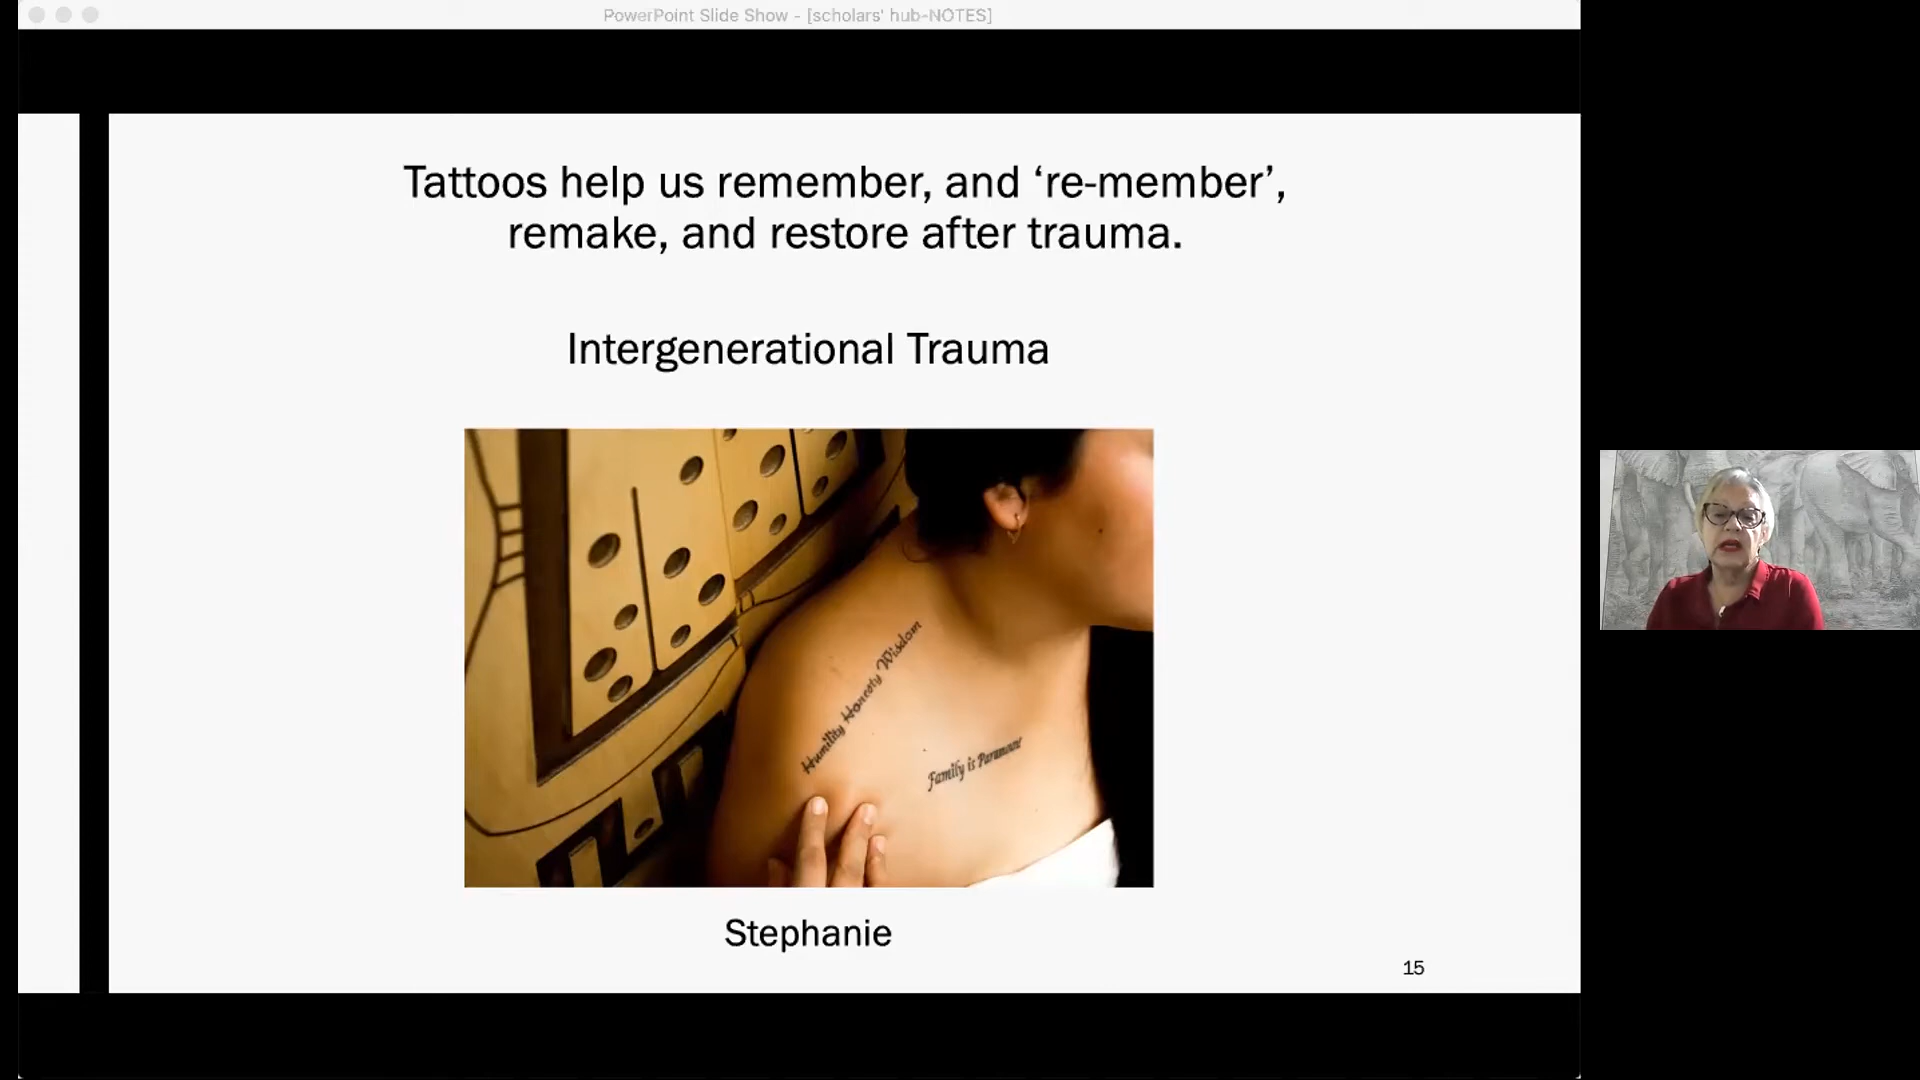 PowerPoint Slide Show - [scholars' hub-NOTES]
Tattoos help us remember, and ‘re-member’,
remake, and restore after trauma.
Intergenerational Trauma
Humility Honesty Wisdom
Family is Paramount
Stephanie
15